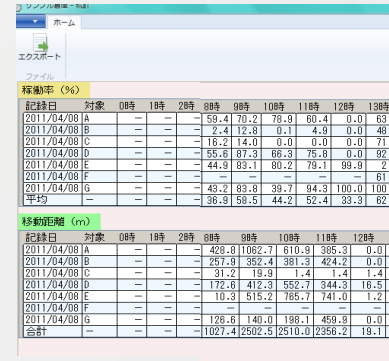 サンプル倉庫 - 転記
ホーム
エクスポート
ファイル
稼働率（%）
記録日 対象 0時 1時 2時 8時 9時 10時 11時 12時 13時
2011/04/08 A － － － 59.4 70.2 78.9 60.4 0.0 63
2011/04/08 B － － － 2.4 12.8 0.1 4.9 0.0 48
2011/04/08 C － － － 16.2 14.0 0.0 0.0 0.0 71
2011/04/08 D － － － 55.6 87.3 66.3 75.8 0.0 92
2011/04/08 E － － － 44.9 83.1 80.2 79.1 99.9 2
2011/04/08 F － － － － － － － － 61
2011/04/08 G － － － 43.2 83.8 39.7 94.3 100.0 100
平均 － － － － 36.9 58.5 44.2 52.4 33.3 62
移動距離（m）
記録日 対象 0時 1時 2時 8時 9時 10時 11時 12時
2011/04/08 A － － － 428.8 1062.7 610.9 385.3 0.0
2011/04/08 B － － － 257.9 352.4 381.3 424.2 0.0
2011/04/08 C － － － 31.2 19.9 1.4 1.4 1.4
2011/04/08 D － － － 172.6 412.3 552.7 344.3 16.5
2011/04/08 E － － － 10.3 515.2 765.7 741.0 1.2
2011/04/08 F － － － － － － － －
2011/04/08 G － － － 126.6 140.0 198.1 459.9 0.0
合計 － － － － 1027.4 2502.5 2510.0 2356.2 19.1